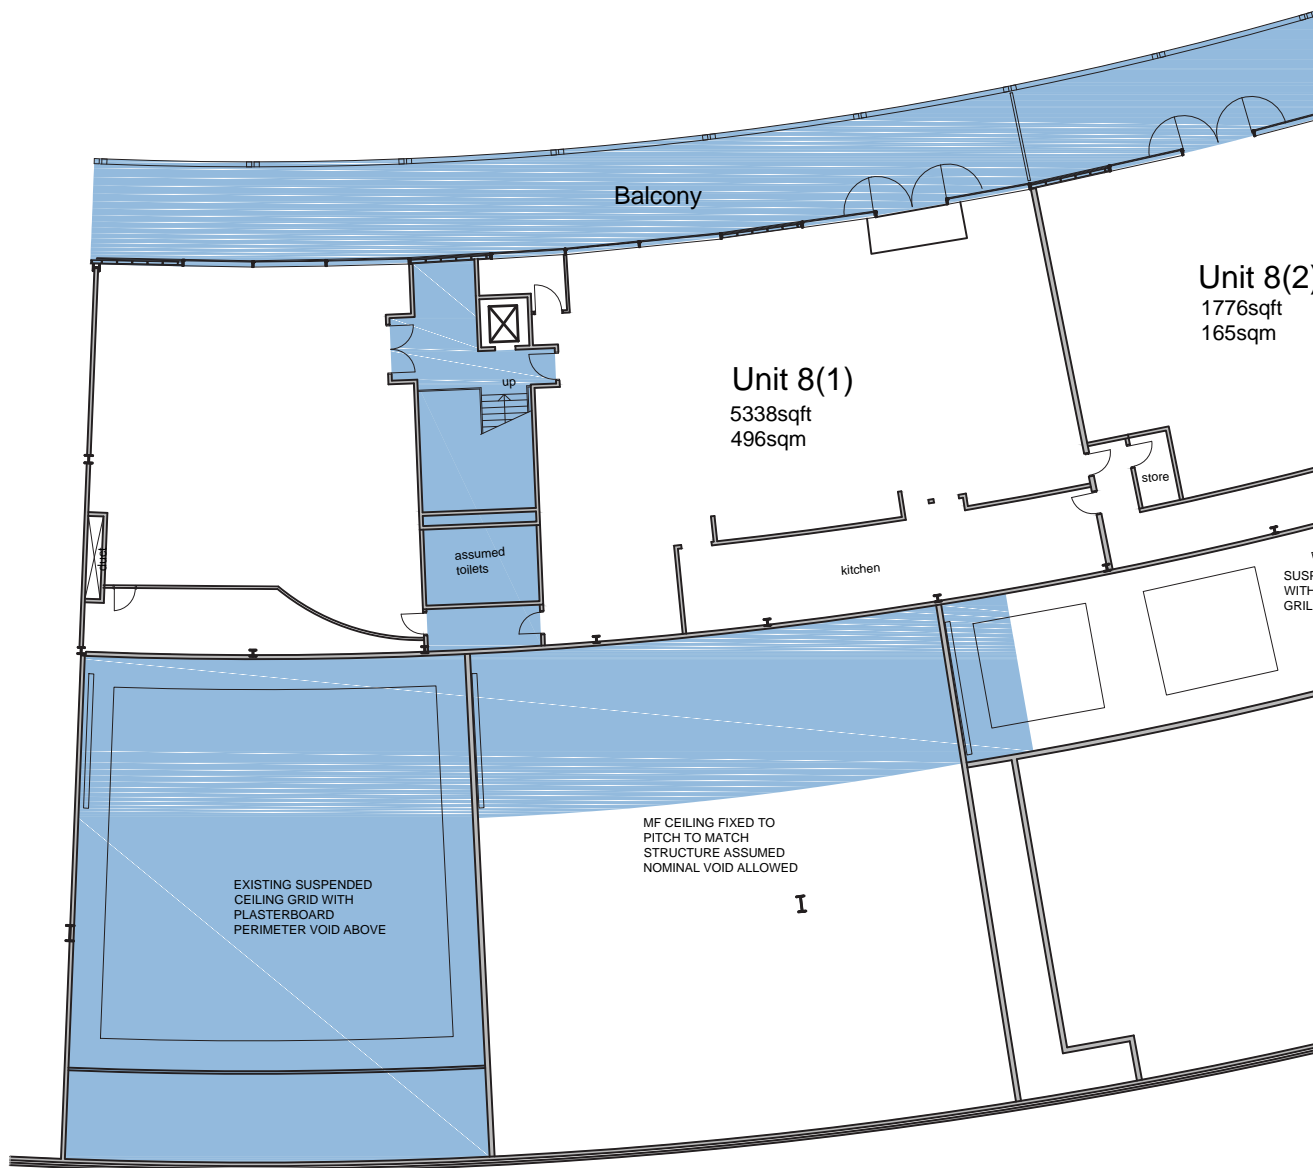 Balcony
Unit 8(2)
1776sqft
165sqm
up
Unit 8(1)
5338sqft
496sqm
store
duct
assumed
toilets
kitchen
WITH
MF CEILING FIXED TO
PITCH TO MATCH
STRUCTURE ASSUMED
NOMINAL VOID ALLOWED
EXISTING SUSPENDED
CEILING GRID WITH
PLASTERBOARD
PERIMETER VOID ABOVE